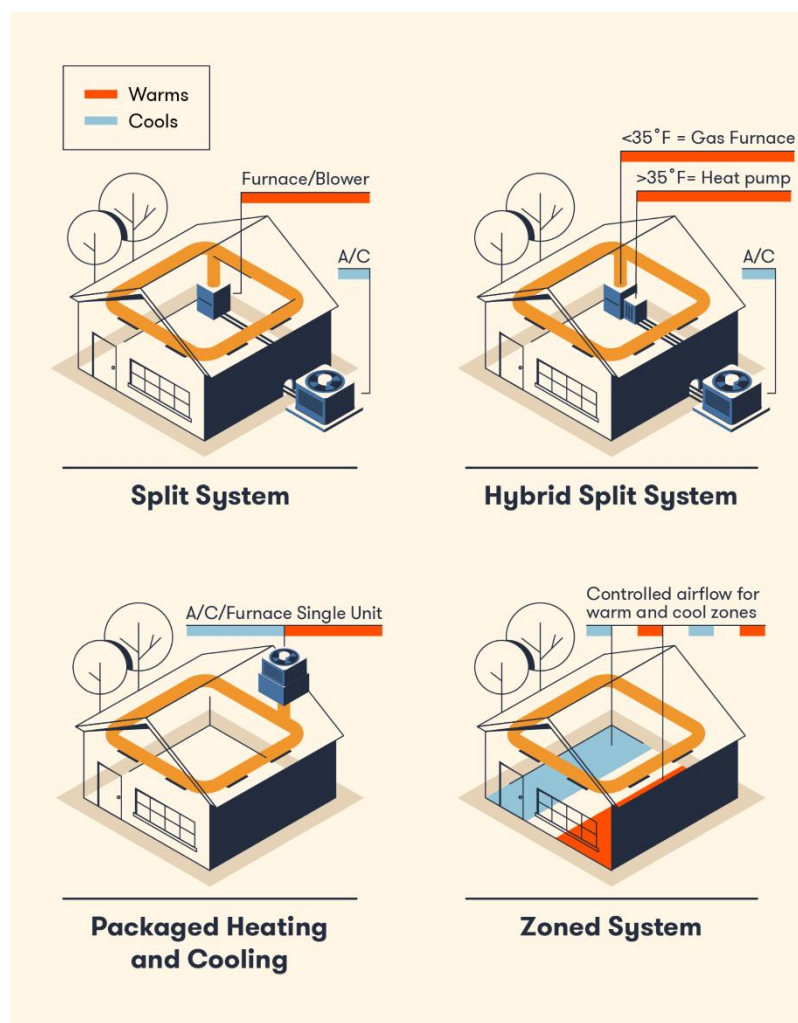 Warms
Cools
Furnace/Blower
A/C
Split System
<35°F = Gas Furnace
>35°F= Heat pump
A/C
Hybrid Split System
A/C/Furnace Single Unit
Packaged Heating
and Cooling
Controlled airflow for
warm and cool zones
Zoned System